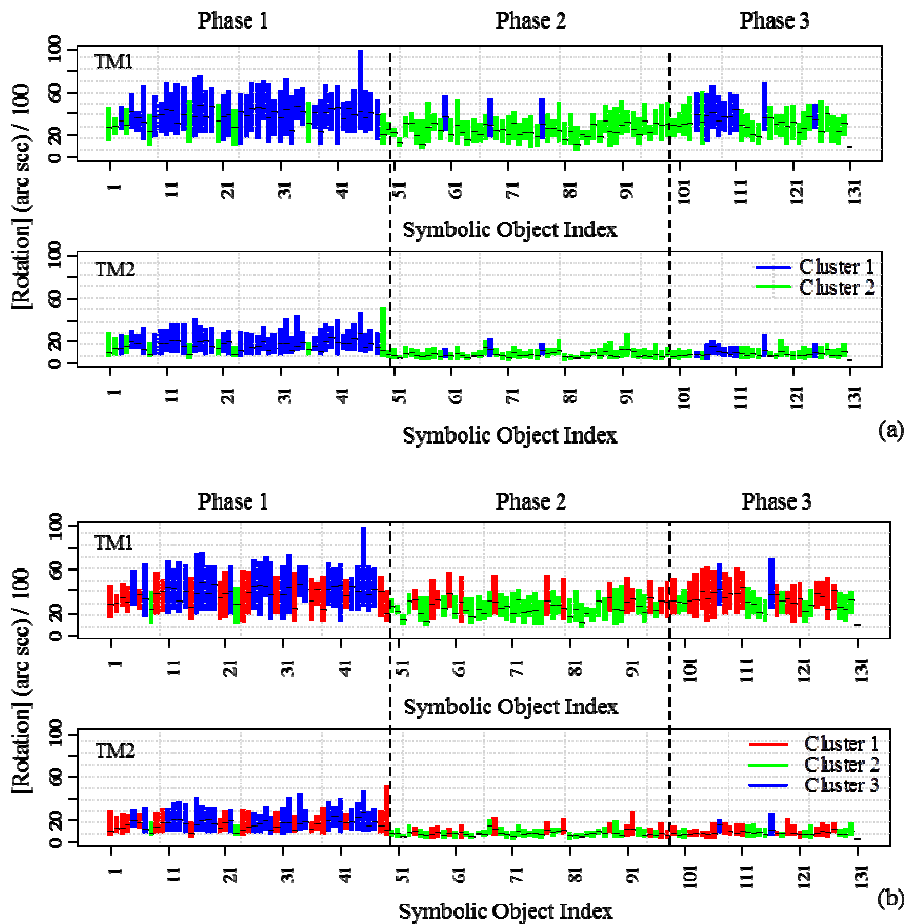 Phase 1 Phase 2 Phase 3
TM1
0 20 60 100
1 11 21 31 41 51 61 71 81 91 101 111 121 131
Symbolic Object Index
[Rotation] (arc sec) / 100
TM2
Cluster 1
Cluster 2
0 20 60 100
1 11 21 31 41 51 61 71 81 91 101 111 121 131
Symbolic Object Index
(a)
Phase 1 Phase 2 Phase 3
TM1
0 20 60 100
1 11 21 31 41 51 61 71 81 91 101 111 121 131
Symbolic Object Index
[Rotation] (arc sec) / 100
TM2
Cluster 1
Cluster 2
Cluster 3
0 20 60 100
1 11 21 31 41 51 61 71 81 91 101 111 121 131
Symbolic Object Index
(b)